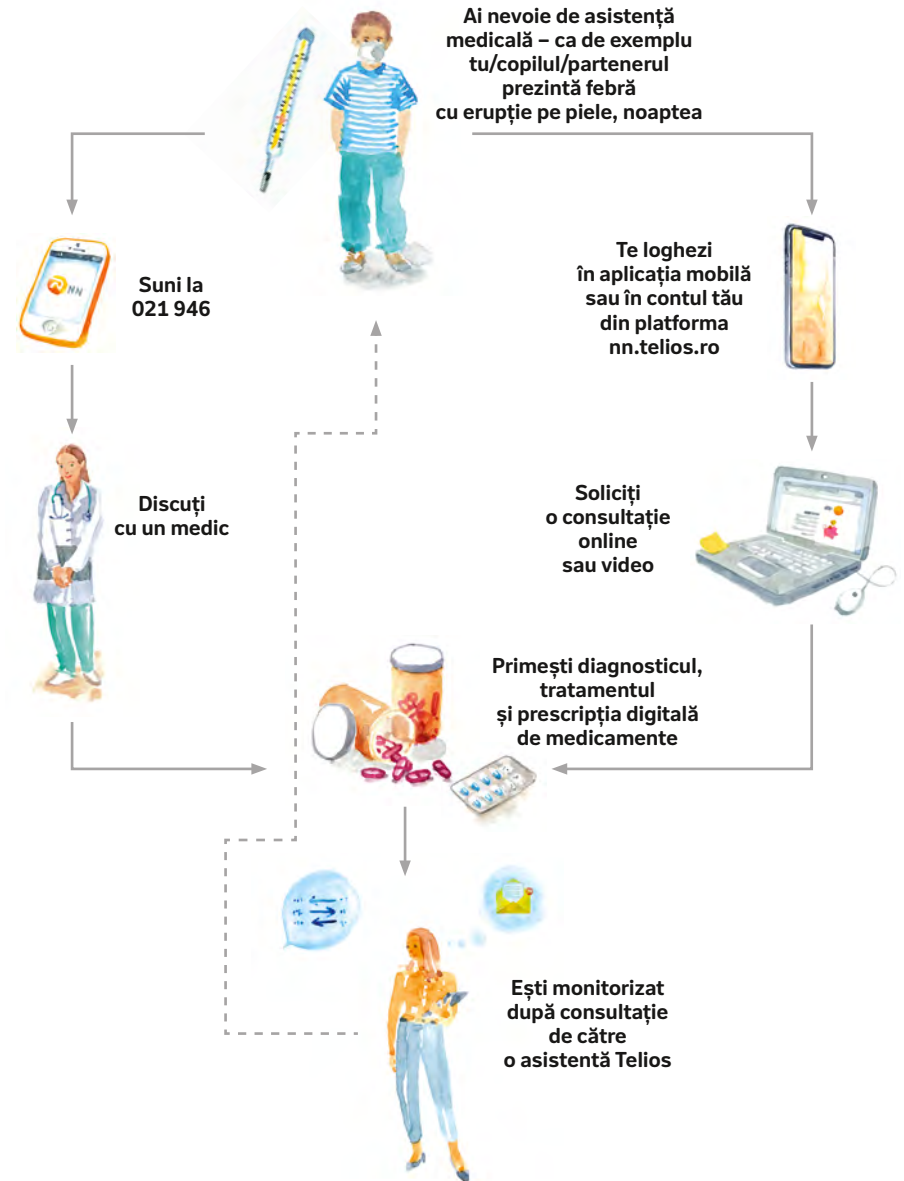 Ai nevoie de asistență
medicală – ca de exemplu
tu/copilul/partenerul
prezintă febră
cu erupție pe piele, noaptea
NN
Suni la
021 946
Te loghezi
în aplicația mobilă
sau în contul tău
din platforma
nn.telios.ro
Discuți
cu un medic
Soliciți
o consultație
online
sau video
Primești diagnosticul,
tratamentul
și prescripția digitală
de medicamente
Ești monitorizat
după consultație
de către
o asistentă Telios